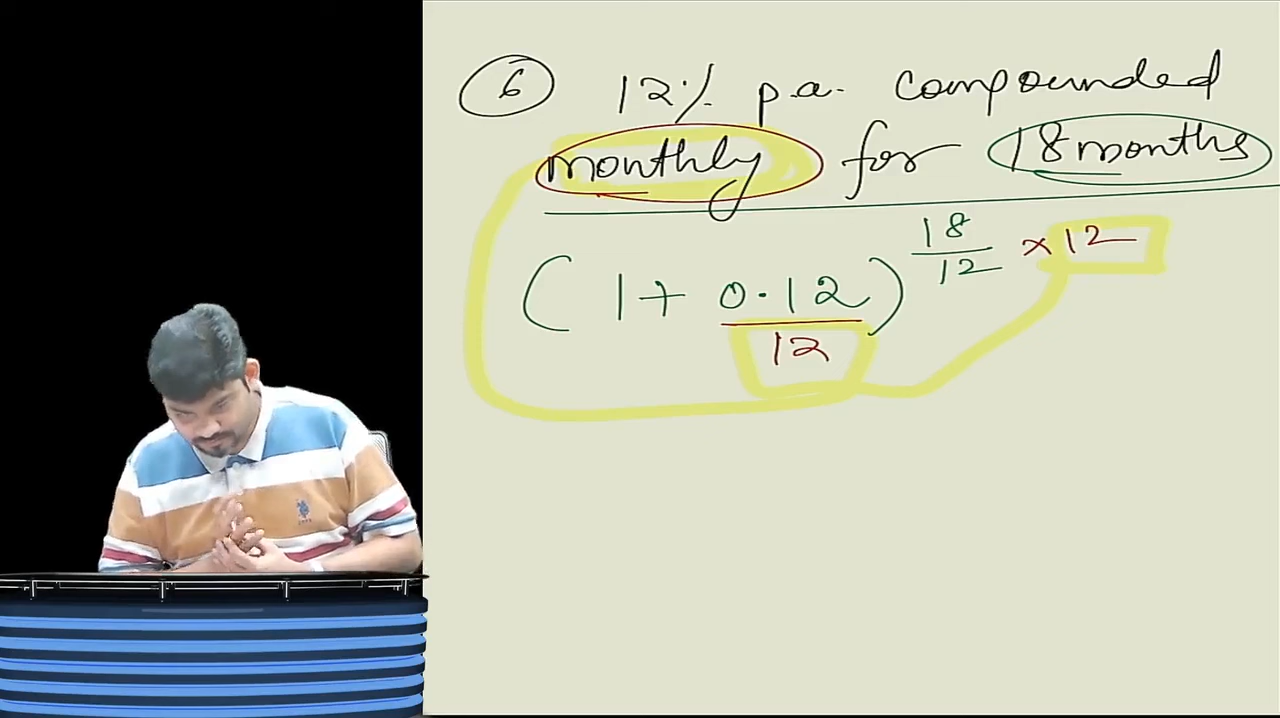 6 12% p.a. compounded
monthly for 18 months
(1 + 0.12/12)^(18/12 × 12)